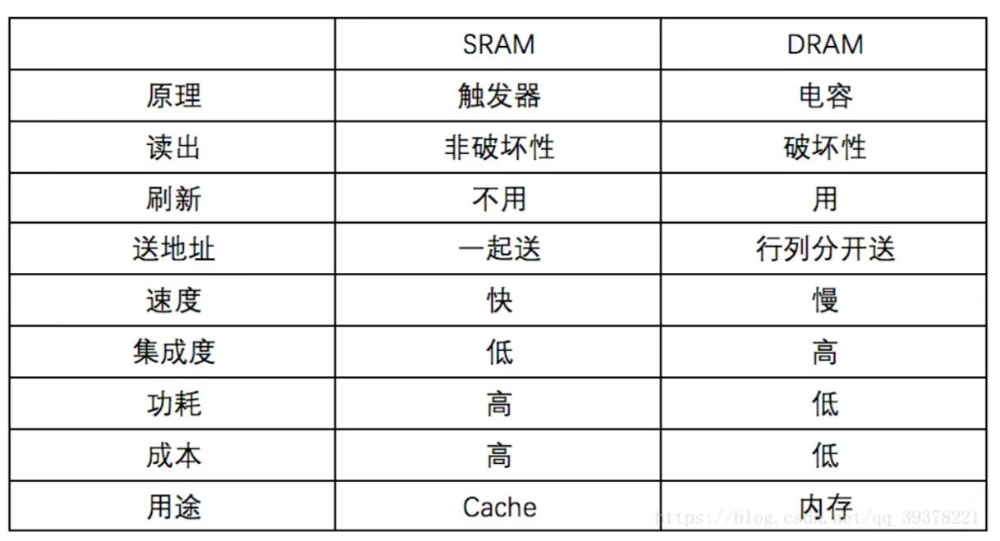 SRAM DRAM
原理 触发器 电容
读出 非破坏性 破坏性
刷新 不用 用
送地址 一起送 行列分开送
速度 快 慢
集成度 低 高
功耗 高 低
成本 高 低
用途 Cache 内存
https://blog.csdn.net/qq_39378221